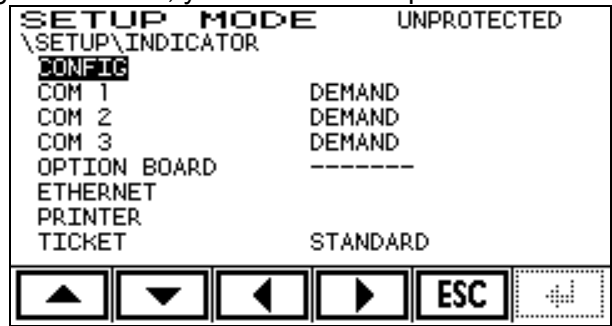 SETUP MODE UNPROTECTED
\SETUP\INDICATOR
CONFIG
COM 1 DEMAND
COM 2 DEMAND
COM 3 DEMAND
OPTION BOARD -------
ETHERNET
PRINTER
TICKET STANDARD
ESC